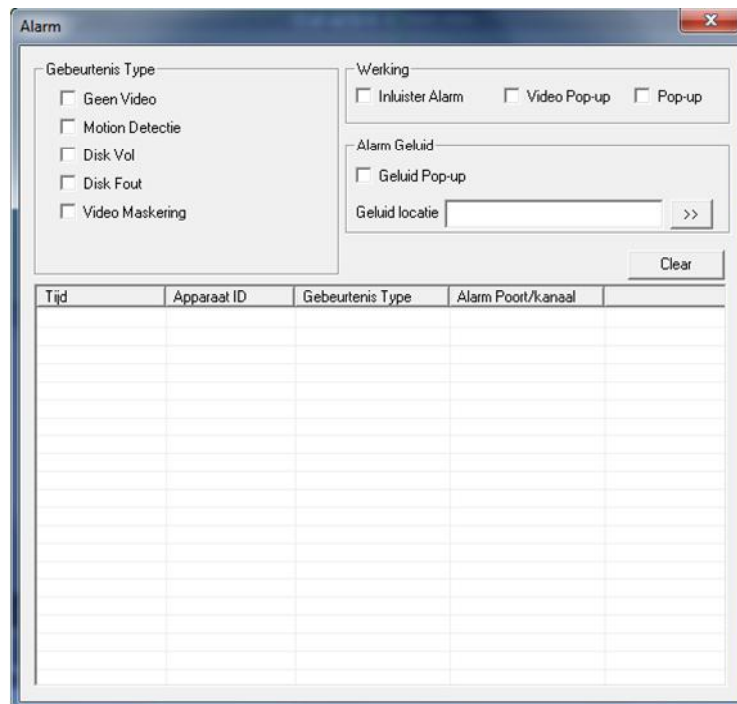 Alarm
Gebeurtenis Type
Geen Video
Motion Detectie
Disk Vol
Disk Fout
Video Maskering
Werking
Inluister Alarm Video Pop-up Pop-up
Alarm Geluid
Geluid Pop-up
Geluid locatie >>
Clear
Tijd Apparaat ID Gebeurtenis Type Alarm Poort/kanaal